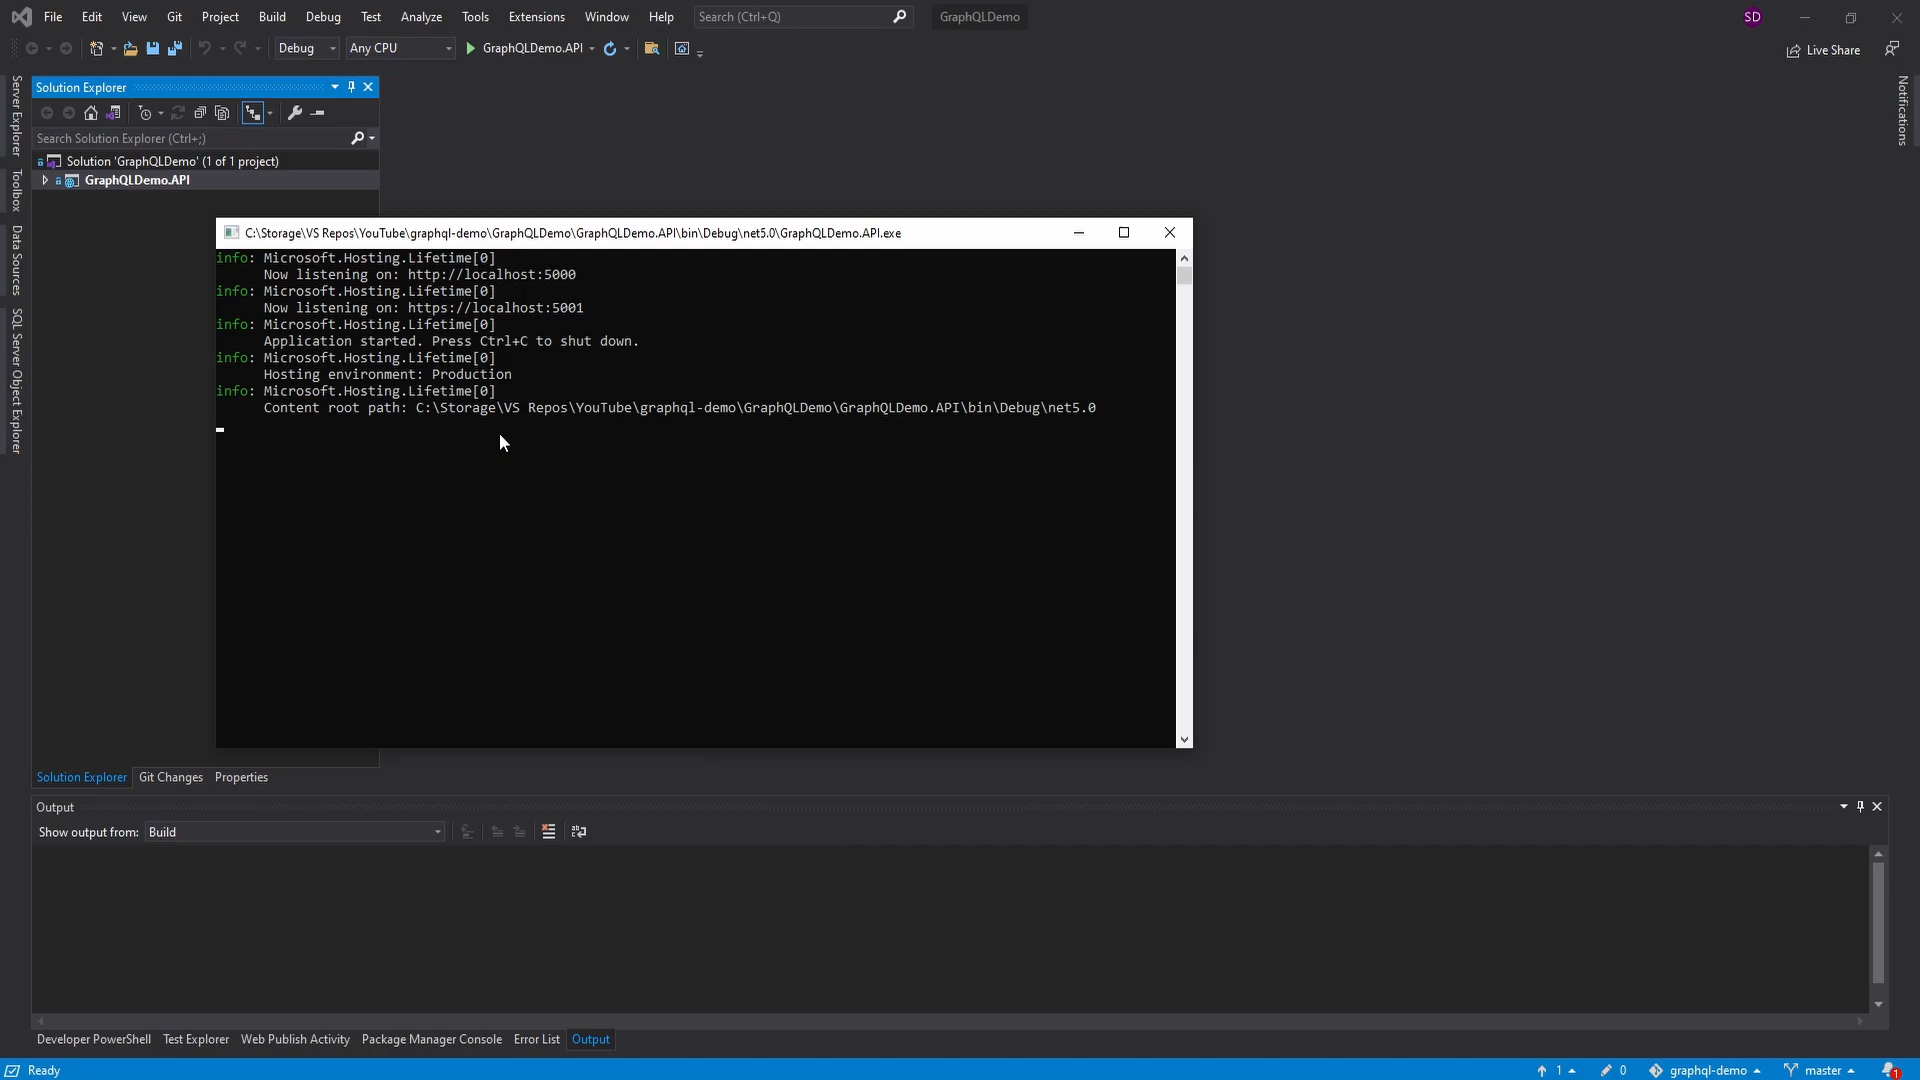 File Edit View Git Project Build Debug Test Analyze Tools Extensions Window Help Search (Ctrl+Q) GraphQLDemo SD
Debug Any CPU GraphQLDemo.API Live Share
Server Explorer
Toolbox
Data Sources
SQL Server Object Explorer
Notifications
Solution Explorer
Search Solution Explorer (Ctrl+;)
Solution 'GraphQLDemo' (1 of 1 project)
GraphQLDemo.API
C:\Storage\VS Repos\YouTube\graphql-demo\GraphQLDemo\GraphQLDemo.API\bin\Debug\net5.0\GraphQLDemo.API.exe
info: Microsoft.Hosting.Lifetime[0]
Now listening on: http://localhost:5000
info: Microsoft.Hosting.Lifetime[0]
Now listening on: https://localhost:5001
info: Microsoft.Hosting.Lifetime[0]
Application started. Press Ctrl+C to shut down.
info: Microsoft.Hosting.Lifetime[0]
Hosting environment: Production
info: Microsoft.Hosting.Lifetime[0]
Content root path: C:\Storage\VS Repos\YouTube\graphql-demo\GraphQLDemo\GraphQLDemo.API\bin\Debug\net5.0
Solution Explorer Git Changes Properties
Output
Show output from: Build
Developer PowerShell Test Explorer Web Publish Activity Package Manager Console Error List Output
Ready 1 0 graphql-demo master 1